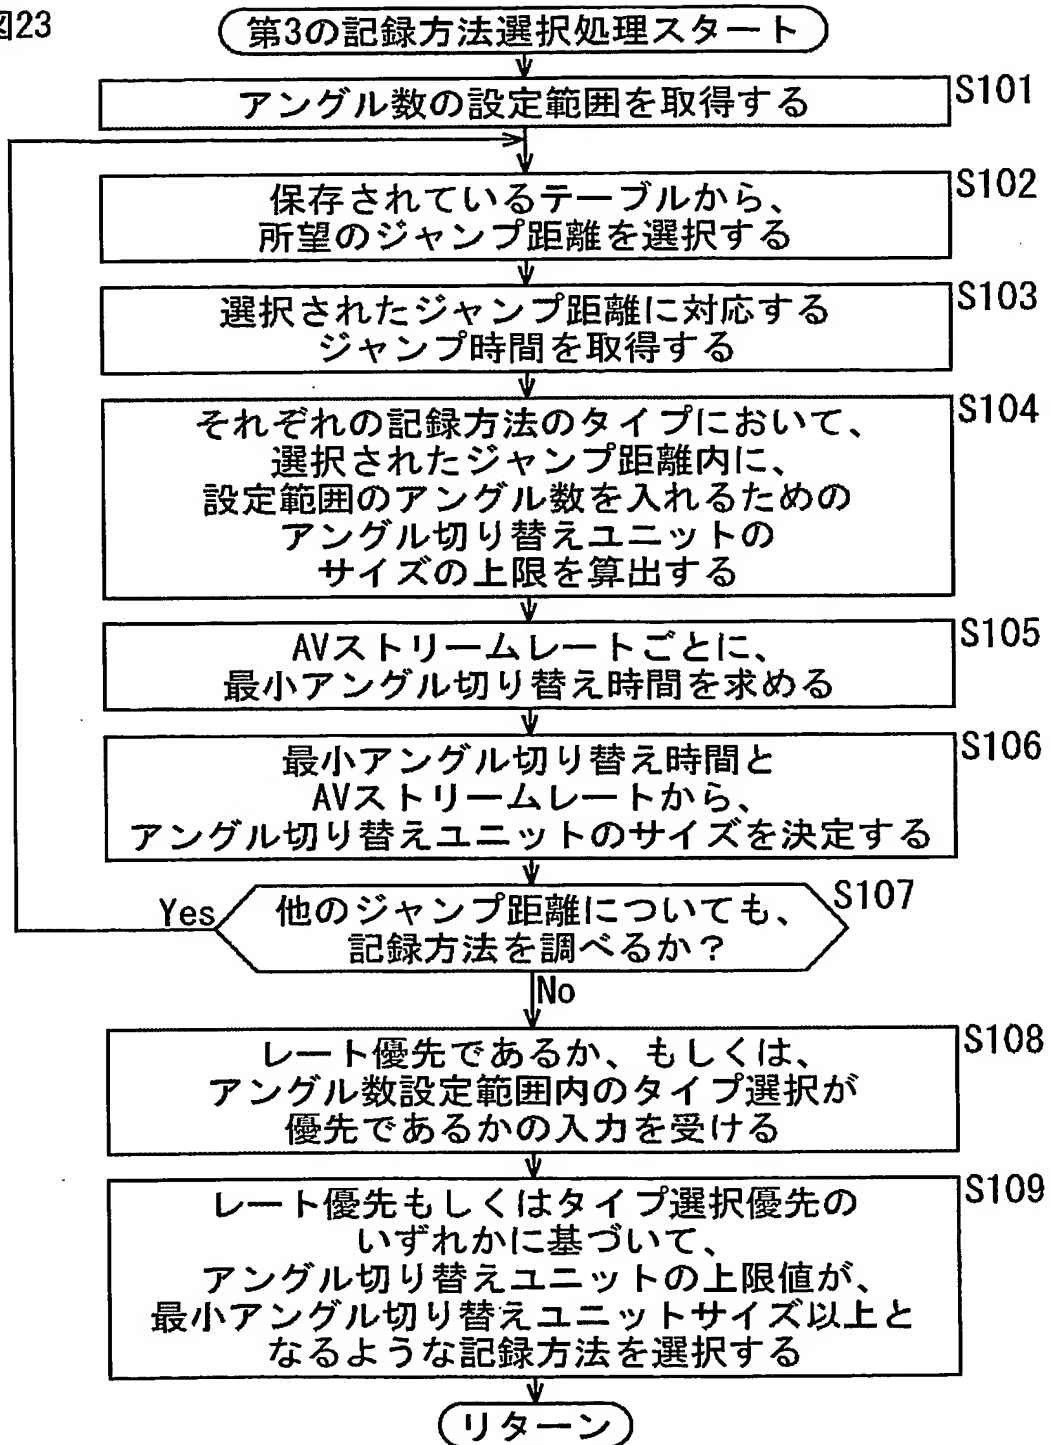 図23
第3の記録方法選択処理スタート
S101
アングル数の設定範囲を取得する
S102
保存されているテーブルから、
所望のジャンプ距離を選択する
S103
選択されたジャンプ距離に対応する
ジャンプ時間を取得する
S104
それぞれの記録方法のタイプにおいて、
選択されたジャンプ距離内に、
設定範囲のアングル数を入れるための
アングル切り替えユニットの
サイズの上限を算出する
S105
AVストリームレートごとに、
最小アングル切り替え時間を求める
S106
最小アングル切り替え時間と
AVストリームレートから、
アングル切り替えユニットのサイズを決定する
S107
Yes
他のジャンプ距離についても、
記録方法を調べるか?
No
S108
レート優先であるか、もしくは、
アングル数設定範囲内のタイプ選択が
優先であるかの入力を受ける
S109
レート優先もしくはタイプ選択優先の
いずれかに基づいて、
アングル切り替えユニットの上限値が、
最小アングル切り替えユニットサイズ以上と
なるような記録方法を選択する
リターン